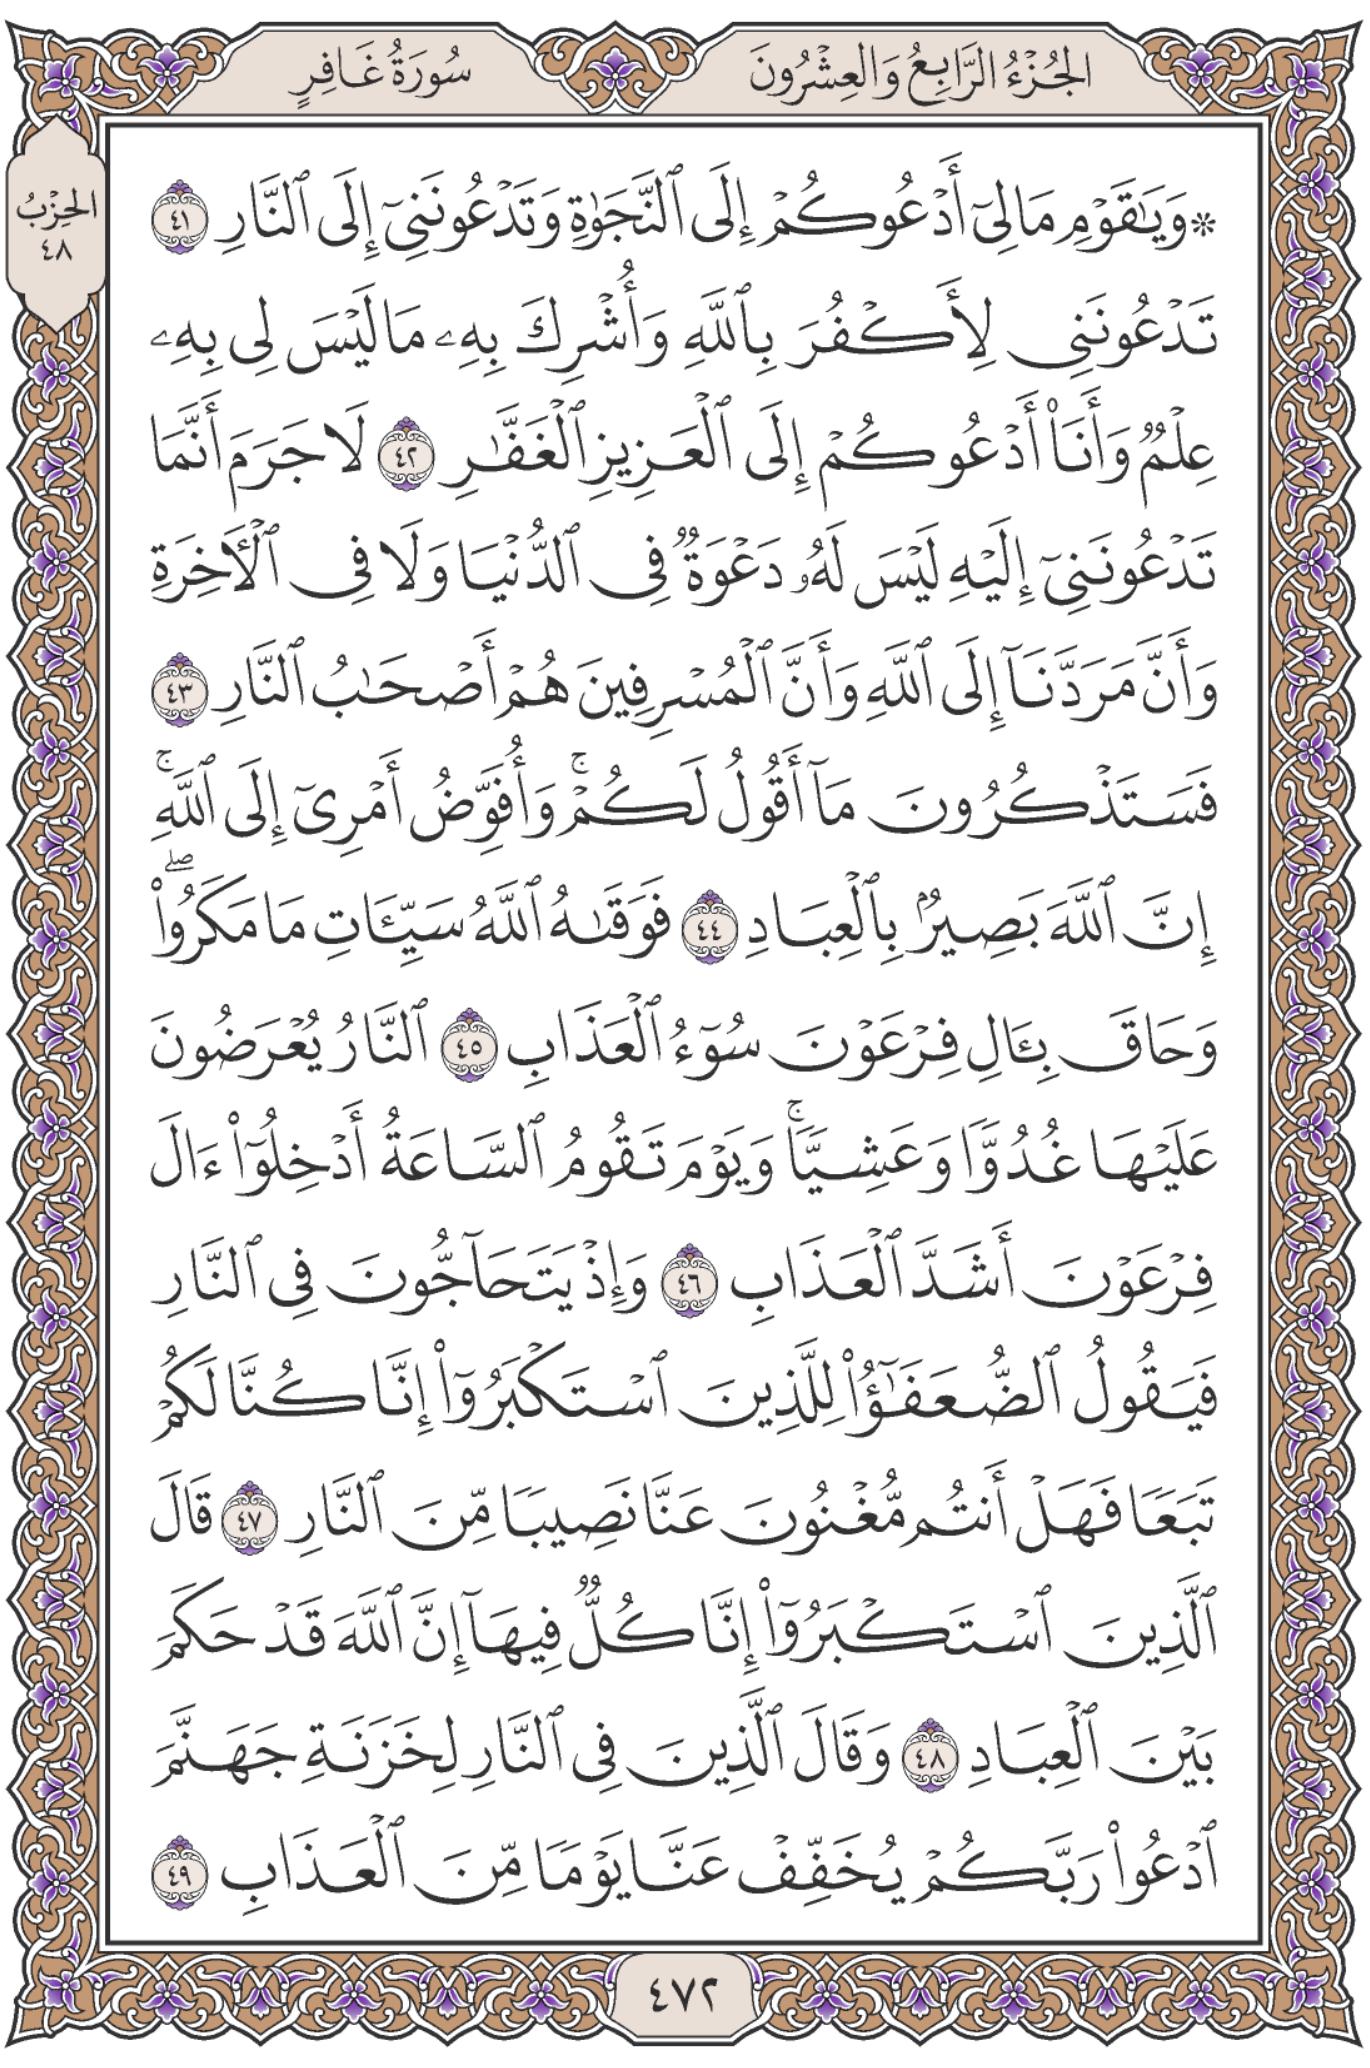 الجُزْءُ الرَّابِعُ وَالعِشْرُونَ
سُورَةُ غَافِرٍ
الحِزْبُ
٤٨
۞ وَيَٰقَوْمِ مَا لِىٓ أَدْعُوكُمْ إِلَى ٱلنَّجَوٰةِ وَتَدْعُونَنِىٓ إِلَى ٱلنَّارِ ٤١
تَدْعُونَنِى لِأَكْفُرَ بِٱللَّهِ وَأُشْرِكَ بِهِۦ مَا لَيْسَ لِى بِهِۦ
عِلْمٌ وَأَنَا۠ أَدْعُوكُمْ إِلَى ٱلْعَزِيزِ ٱلْغَفَّٰرِ ٤٢ لَا جَرَمَ أَنَّمَا
تَدْعُونَنِىٓ إِلَيْهِ لَيْسَ لَهُۥ دَعْوَةٌ فِى ٱلدُّنْيَا وَلَا فِى ٱلْـَٔاخِرَةِ
وَأَنَّ مَرَدَّنَآ إِلَى ٱللَّهِ وَأَنَّ ٱلْمُسْرِفِينَ هُمْ أَصْحَٰبُ ٱلنَّارِ ٤٣
فَسَتَذْكُرُونَ مَآ أَقُولُ لَكُمْ ۚ وَأُفَوِّضُ أَمْرِىٓ إِلَى ٱللَّهِ ۚ
إِنَّ ٱللَّهَ بَصِيرٌۢ بِٱلْعِبَادِ ٤٤ فَوَقَىٰهُ ٱللَّهُ سَيِّـَٔاتِ مَا مَكَرُوا۟ ۖ
وَحَاقَ بِـَٔالِ فِرْعَوْنَ سُوٓءُ ٱلْعَذَابِ ٤٥ ٱلنَّارُ يُعْرَضُونَ
عَلَيْهَا غُدُوًّا وَعَشِيًّا ۚ وَيَوْمَ تَقُومُ ٱلسَّاعَةُ أَدْخِلُوٓا۟ ءَالَ
فِرْعَوْنَ أَشَدَّ ٱلْعَذَابِ ٤٦ وَإِذْ يَتَحَآجُّونَ فِى ٱلنَّارِ
فَيَقُولُ ٱلضُّعَفَٰٓؤُا۟ لِلَّذِينَ ٱسْتَكْبَرُوٓا۟ إِنَّا كُنَّا لَكُمْ
تَبَعًا فَهَلْ أَنتُم مُّغْنُونَ عَنَّا نَصِيبًا مِّنَ ٱلنَّارِ ٤٧ قَالَ
ٱلَّذِينَ ٱسْتَكْبَرُوٓا۟ إِنَّا كُلٌّ فِيهَآ إِنَّ ٱللَّهَ قَدْ حَكَمَ
بَيْنَ ٱلْعِبَادِ ٤٨ وَقَالَ ٱلَّذِينَ فِى ٱلنَّارِ لِخَزَنَةِ جَهَنَّمَ
ٱدْعُوا۟ رَبَّكُمْ يُخَفِّفْ عَنَّا يَوْمًا مِّنَ ٱلْعَذَابِ ٤٩
٤٧٢